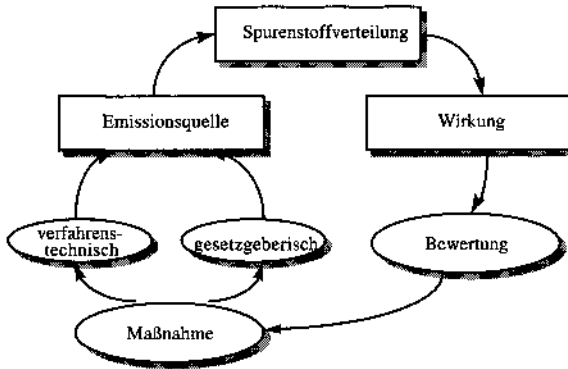 Spurenstoffverteilung
Emissionsquelle
Wirkung
verfahrens-
technisch
gesetzgeberisch
Bewertung
Maßnahme